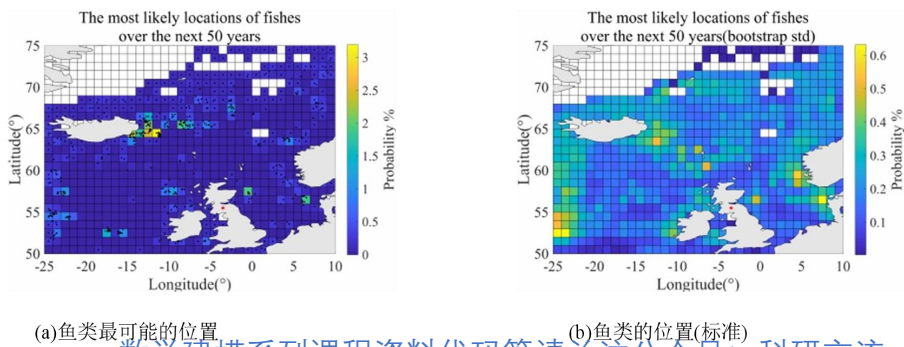 The most likely locations of fishes
over the next 50 years
75
70
65
60
55
50
-25 -20 -15 -10 -5 0 5 10
Latitude(°)
Longitude(°)
3
2.5
2
1.5
1
0.5
0
Probability %
(a)鱼类最可能的位置
The most likely locations of fishes
over the next 50 years(bootstrap std)
75
70
65
60
55
50
-25 -20 -15 -10 -5 0 5 10
Latitude(°)
Longitude(°)
0.6
0.5
0.4
0.3
0.2
0.1
Probability %
(b)鱼类的位置(标准)